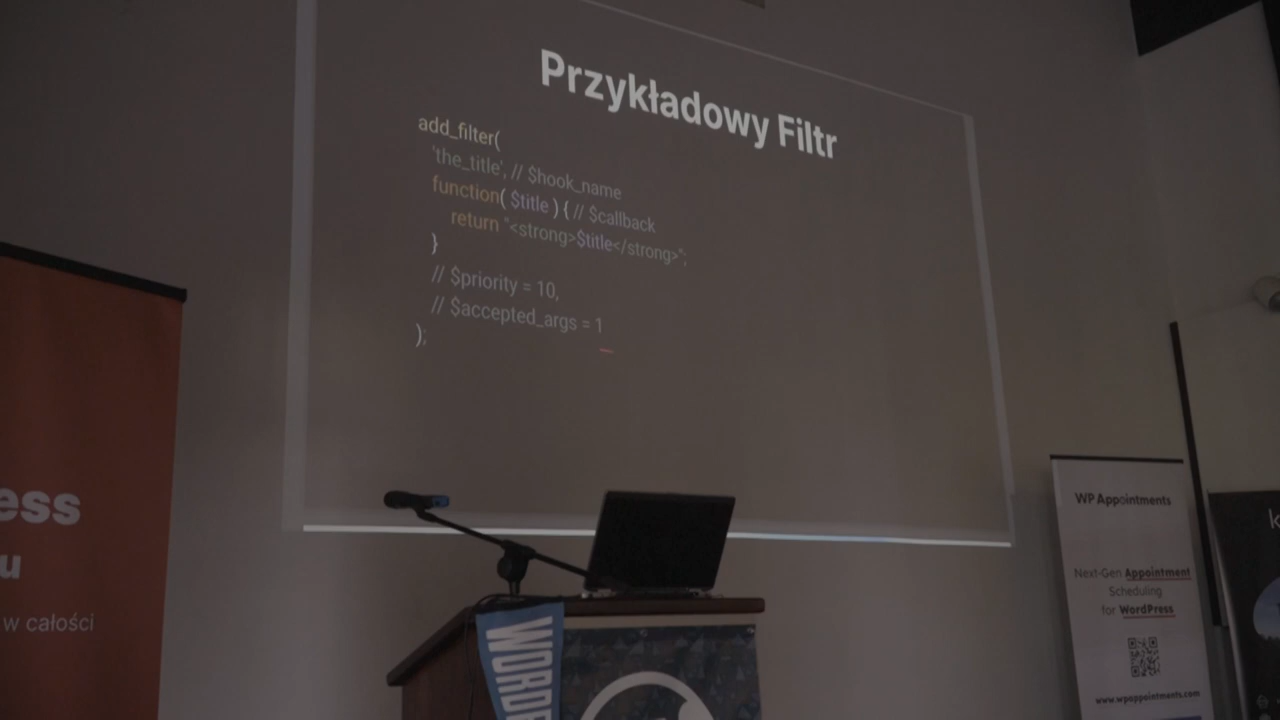 Przykładowy Filtr
add_filter(
'the_title', // $hook_name
function( $title ) { // $callback
return "<strong>$title</strong>";
}
// $priority = 10,
// $accepted_args = 1
);
ess
u
w całości
WP Appointments
Next-Gen Appointment
Scheduling
for WordPress
www.wpappointments.com
WORDP
k